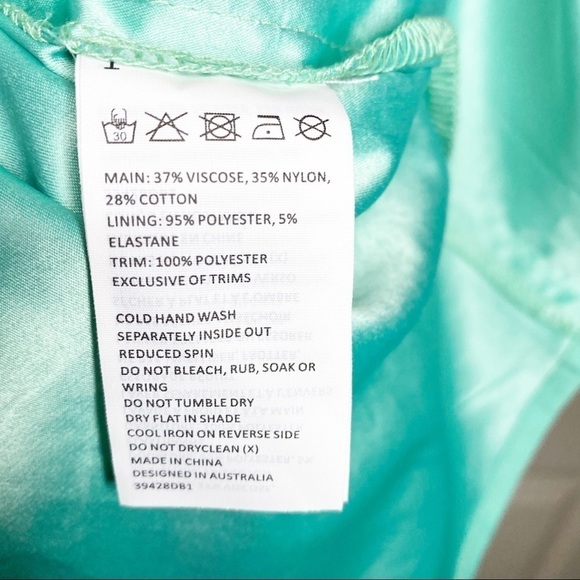 30
MAIN: 37% VISCOSE, 35% NYLON,
28% COTTON
LINING: 95% POLYESTER, 5%
ELASTANE
TRIM: 100% POLYESTER
EXCLUSIVE OF TRIMS
COLD HAND WASH
SEPARATELY INSIDE OUT
REDUCED SPIN
DO NOT BLEACH, RUB, SOAK OR
WRING
DO NOT TUMBLE DRY
DRY FLAT IN SHADE
COOL IRON ON REVERSE SIDE
DO NOT DRYCLEAN (X)
MADE IN CHINA
DESIGNED IN AUSTRALIA
39428DB1